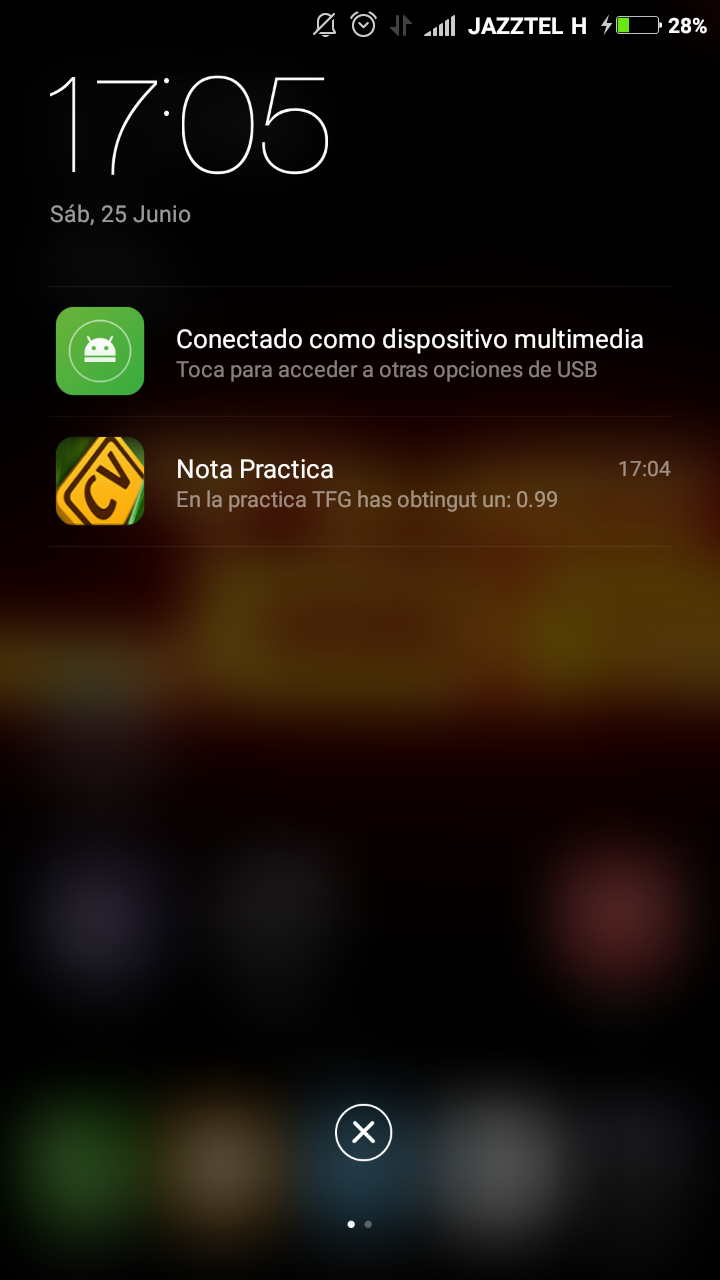 JAZZTEL H 28%
17:05
Sáb, 25 Junio
Conectado como dispositivo multimedia
Toca para acceder a otras opciones de USB
CV
Nota Practica 17:04
En la practica TFG has obtingut un: 0.99